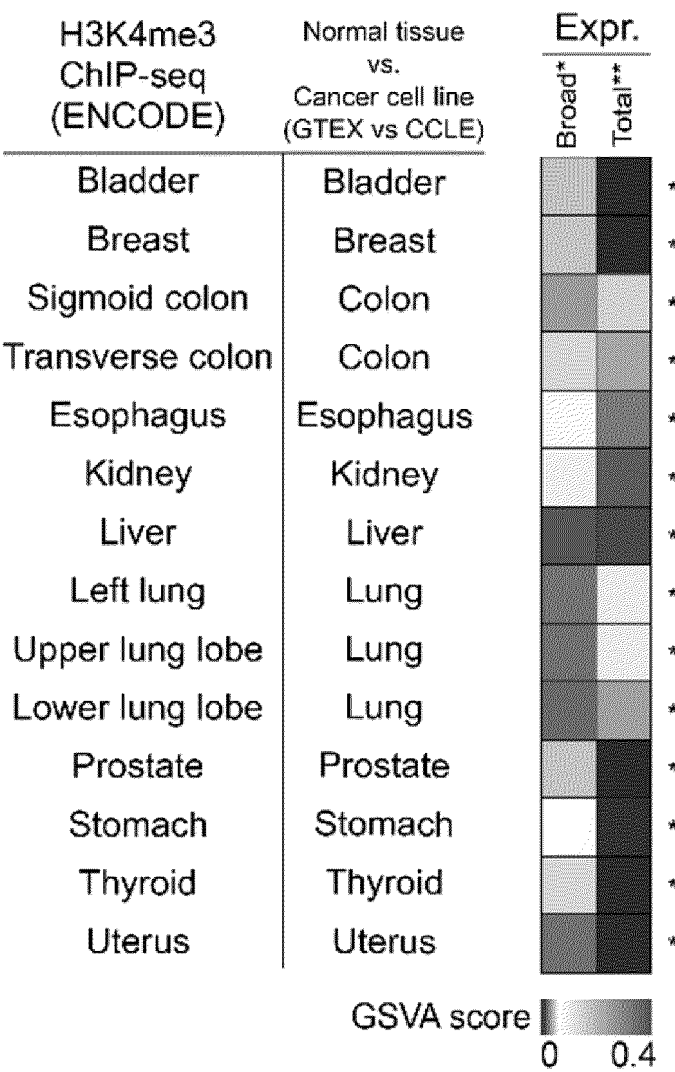 H3K4me3
ChIP-seq
(ENCODE)
Normal tissue
vs.
Cancer cell line
(GTEX vs CCLE)
Expr.
Broad*
Total**
Bladder Bladder *
Breast Breast *
Sigmoid colon Colon *
Transverse colon Colon *
Esophagus Esophagus *
Kidney Kidney *
Liver Liver *
Left lung Lung *
Upper lung lobe Lung *
Lower lung lobe Lung *
Prostate Prostate *
Stomach Stomach *
Thyroid Thyroid *
Uterus Uterus *
GSVA score
0 0.4